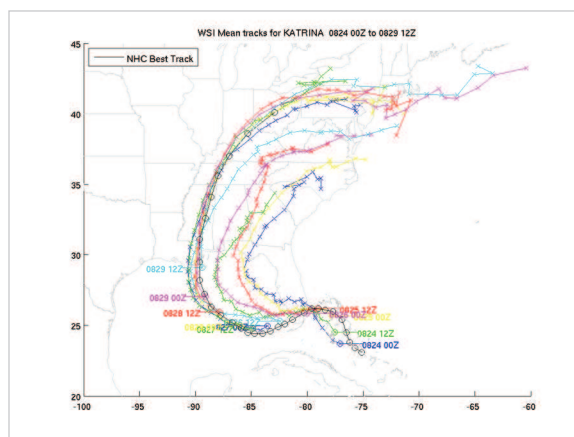 WSI Mean tracks for KATRINA 0824 00Z to 0829 12Z
NHC Best Track
45
40
35
30
25
20
0829 12Z
0829 00Z
0828 12Z
0825 12Z
0824 12Z
0824 00Z
-100
-95
-90
-85
-80
-75
-70
-65
-60